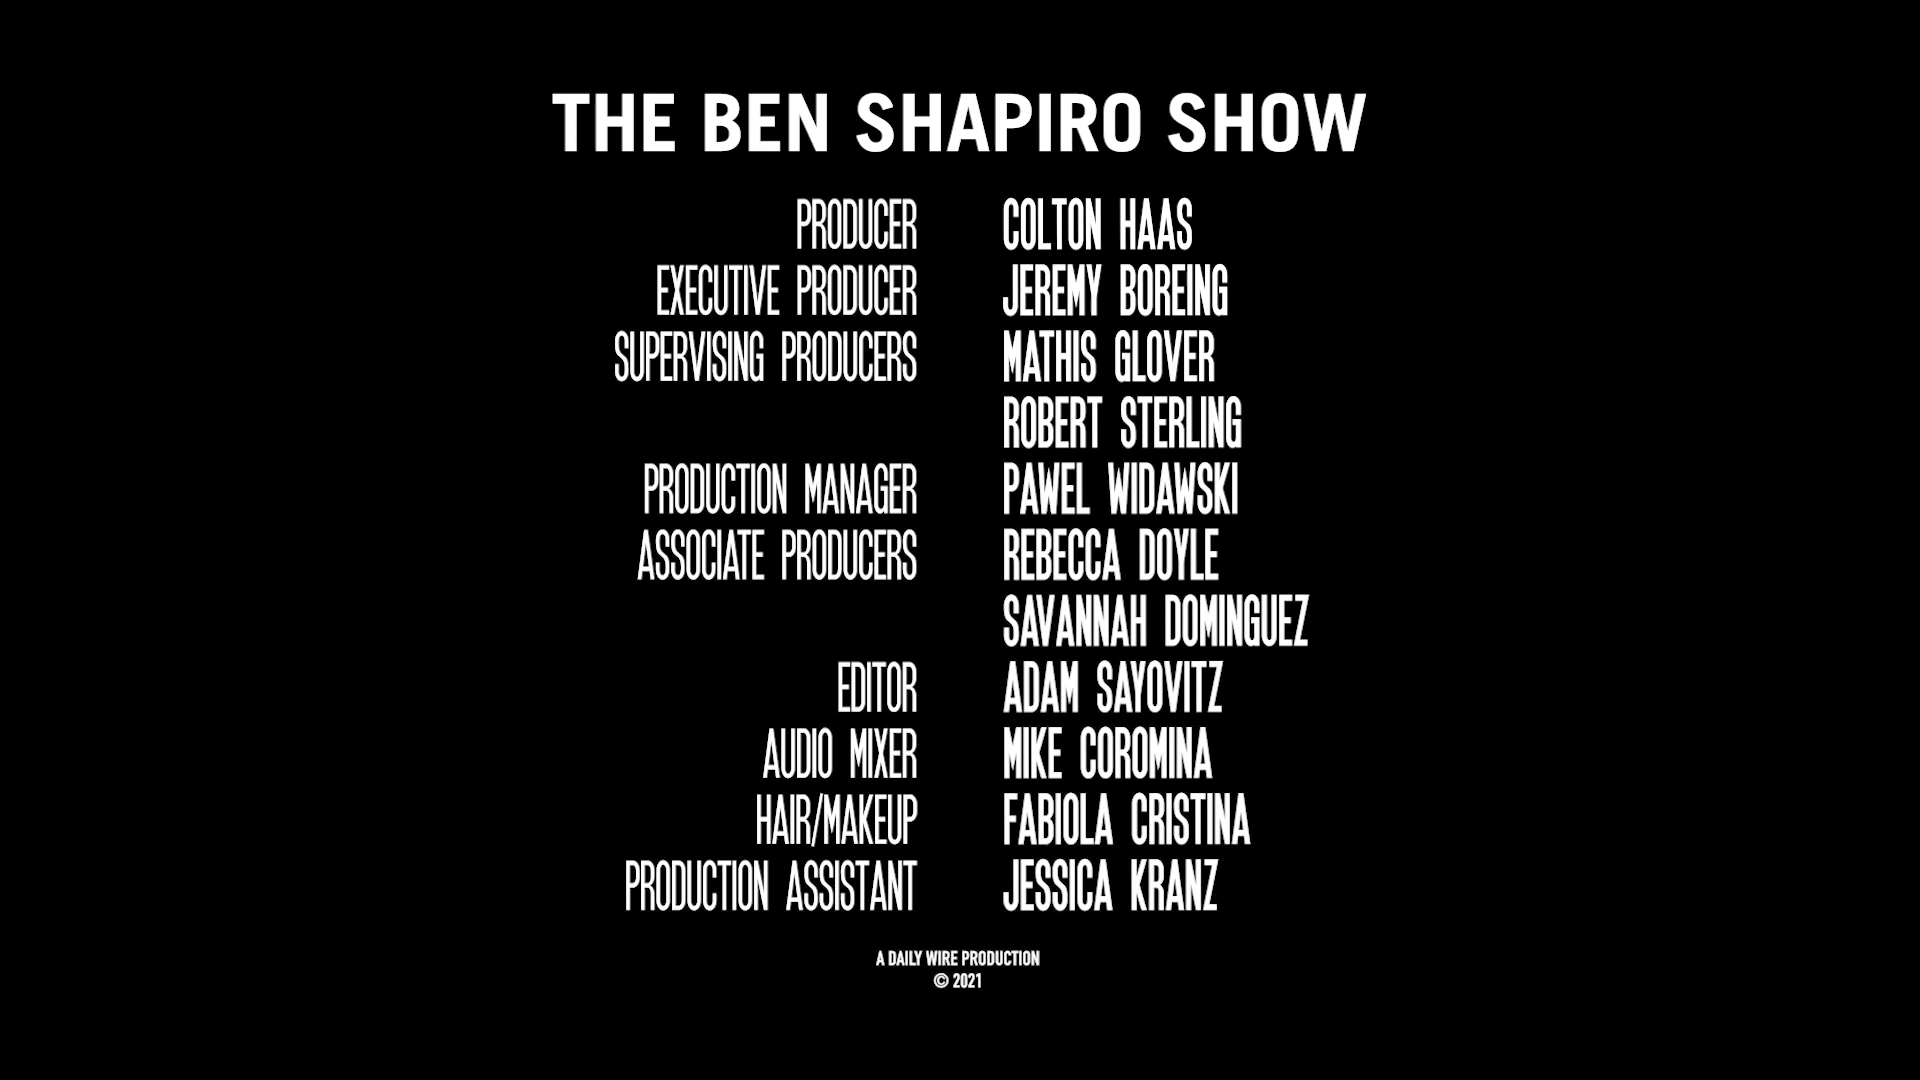 THE BEN SHAPIRO SHOW
PRODUCER COLTON HAAS
EXECUTIVE PRODUCER JEREMY BOREING
SUPERVISING PRODUCERS MATHIS GLOVER
ROBERT STERLING
PRODUCTION MANAGER PAWEL WIDAWSKI
ASSOCIATE PRODUCERS REBECCA DOYLE
SAVANNAH DOMINGUEZ
EDITOR ADAM SAYOVITZ
AUDIO MIXER MIKE COROMINA
HAIR/MAKEUP FABIOLA CRISTINA
PRODUCTION ASSISTANT JESSICA KRANZ
A DAILY WIRE PRODUCTION
© 2021